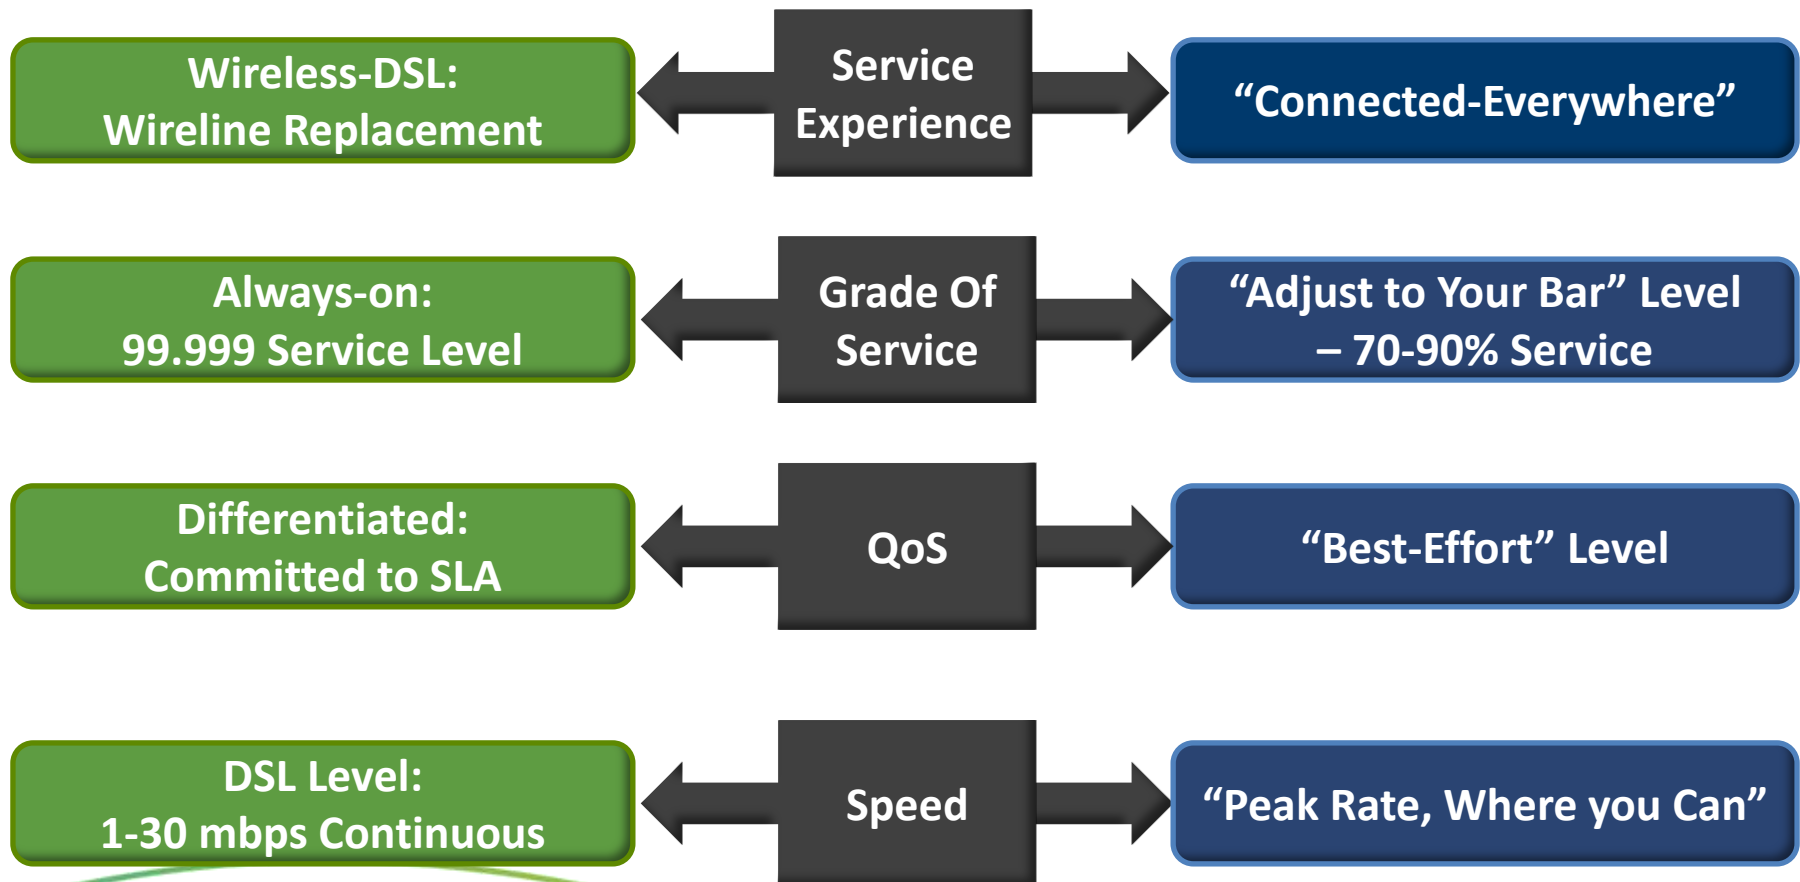 Wireless-DSL:
Wireline Replacement
Service
Experience
“Connected-Everywhere”
Always-on:
99.999 Service Level
Grade Of
Service
“Adjust to Your Bar” Level
– 70-90% Service
Differentiated:
Committed to SLA
QoS
“Best-Effort” Level
DSL Level:
1-30 mbps Continuous
Speed
“Peak Rate, Where you Can”